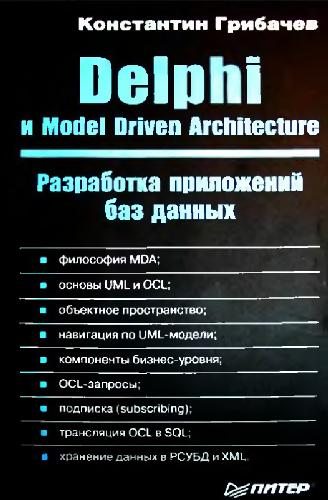 Константин Грибачев
Delphi
и Model Driven Architecture
Разработка приложений
баз данных
философия MDA;
основы UML и OCL;
объектное пространство;
навигация по UML-модели;
компоненты бизнес-уровня;
OCL-запросы;
подписка (subscribing);
трансляция OCL в SQL;
хранение данных в РСУБД и XML.
ПИТЕР